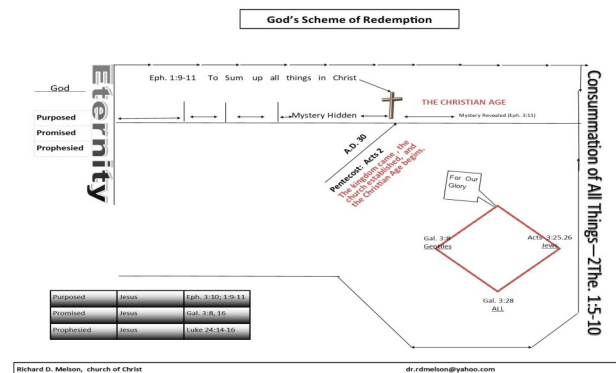 God's Scheme of Redemption
Eternity
God
Purposed
Promised
Prophesied
Eph. 1:9-11 To Sum up all things in Christ
Mystery Hidden
THE CHRISTIAN AGE
Mystery Revealed (Eph. 3:11)
A.D. 30
Pentecost: Acts 2
The kingdom came , the
church established, and
the Christian Age begins.
For Our
Glory
Gal. 3:8
Gentiles
Acts 3:25.26
Jews
Gal. 3:28
ALL
Consummation of All Things—2The. 1:5-10
Purposed Jesus Eph. 3:10; 1:9-11
Promised Jesus Gal. 3:8, 16
Prophesied Jesus Luke 24:14-16
Richard D. Melson, church of Christ dr.rdmelson@yahoo.com